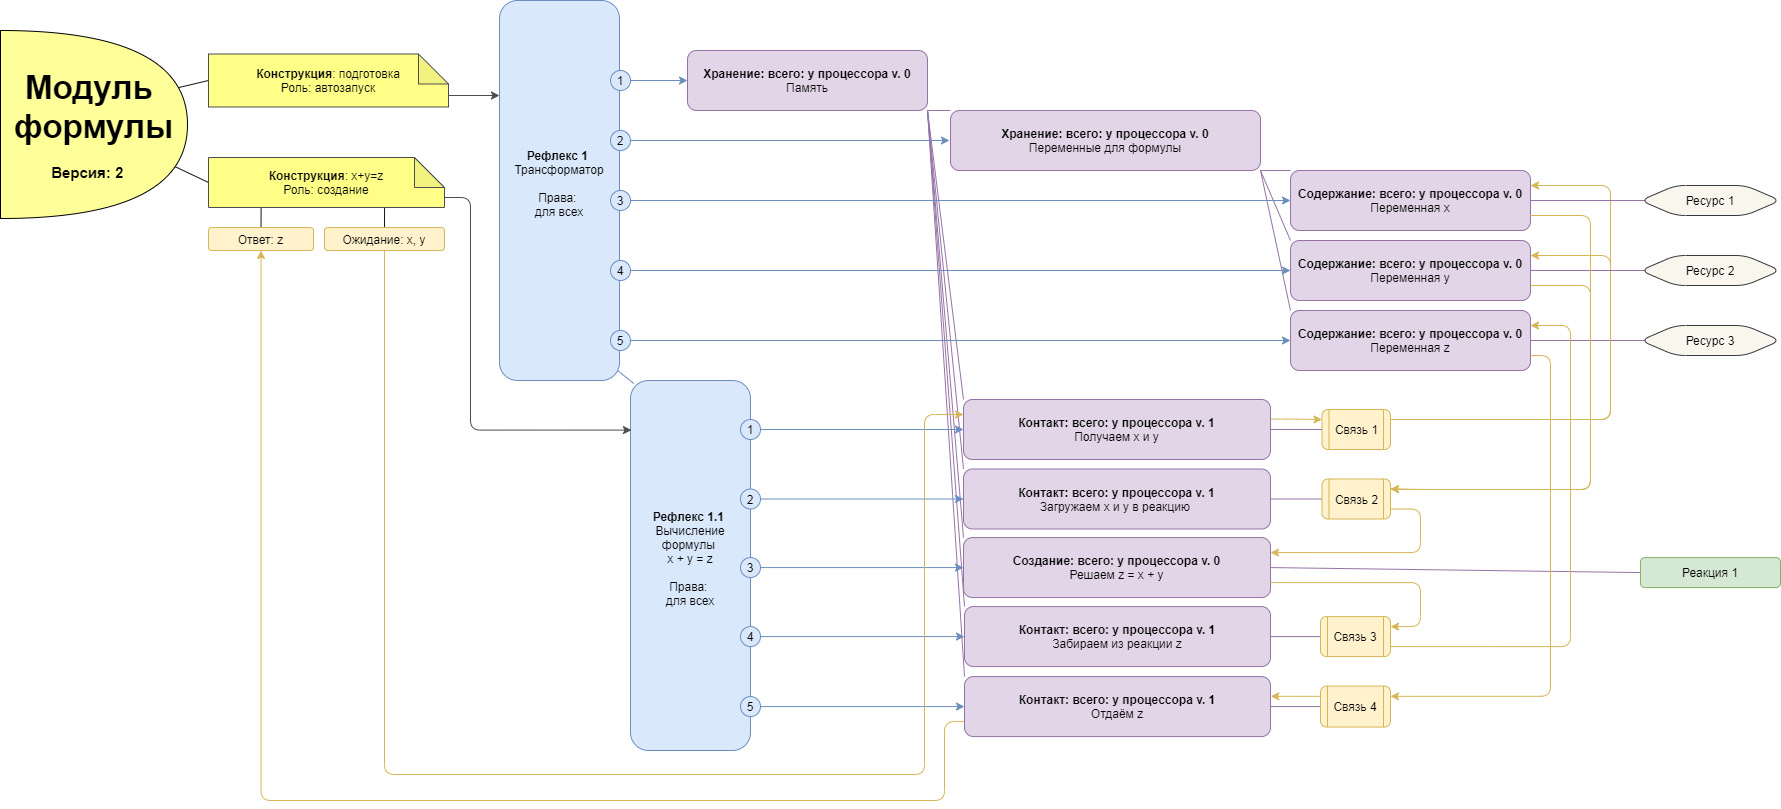 Модуль
формулы
Версия: 2
Конструкция: подготовка
Роль: автозапуск
Конструкция: x+y=z
Роль: создание
Ответ: z
Ожидание: x, y
Рефлекс 1
Трансформатор
Права:
для всех
1
2
3
4
5
Хранение: всего: у процессора v. 0
Память
Хранение: всего: у процессора v. 0
Переменные для формулы
Содержание: всего: у процессора v. 0
Переменная x
Ресурс 1
Содержание: всего: у процессора v. 0
Переменная y
Ресурс 2
Содержание: всего: у процессора v. 0
Переменная z
Ресурс 3
Рефлекс 1.1
Вычисление
формулы
x + y = z
Права:
для всех
1
2
3
4
5
Контакт: всего: у процессора v. 1
Получаем x и y
Связь 1
Контакт: всего: у процессора v. 1
Загружаем x и y в реакцию
Связь 2
Создание: всего: у процессора v. 0
Решаем z = x + y
Реакция 1
Контакт: всего: у процессора v. 1
Забираем из реакции z
Связь 3
Контакт: всего: у процессора v. 1
Отдаём z
Связь 4